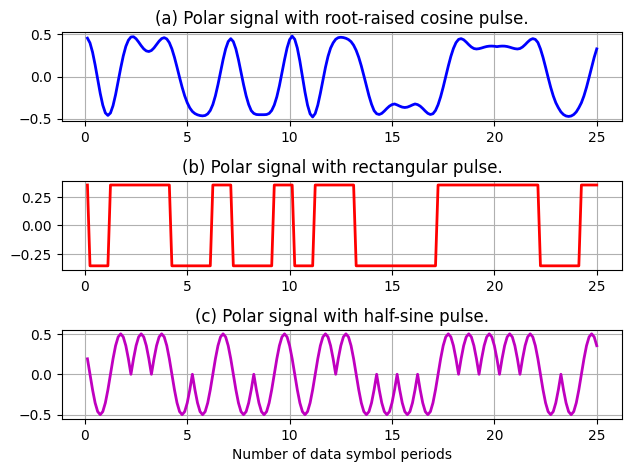 (a) Polar signal with root-raised cosine pulse.
0.5
0.0
−0.5
0 5 10 15 20 25
(b) Polar signal with rectangular pulse.
0.25
0.00
−0.25
0 5 10 15 20 25
(c) Polar signal with half-sine pulse.
0.5
0.0
−0.5
0 5 10 15 20 25
Number of data symbol periods